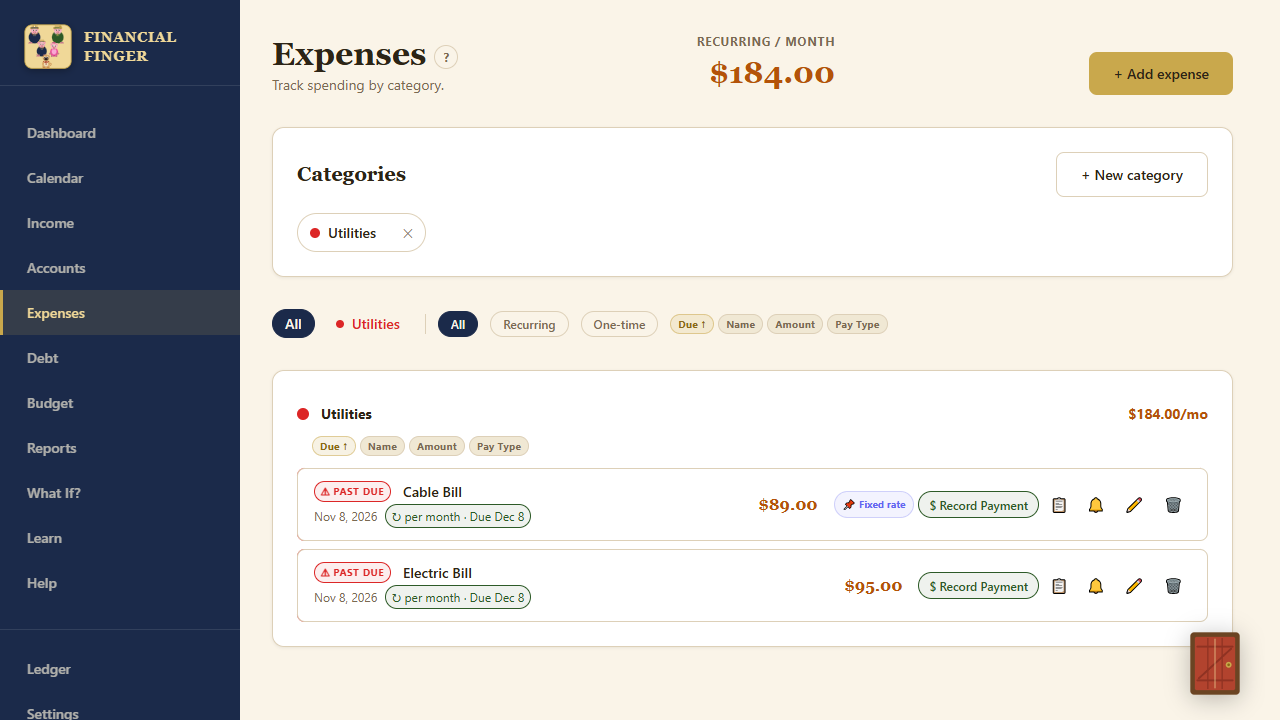 FINANCIAL
FINGER
Dashboard
Calendar
Income
Accounts
Expenses
Debt
Budget
Reports
What If?
Learn
Help
Ledger
Settings
Expenses ?
Track spending by category.
RECURRING / MONTH
$184.00
+ Add expense
Categories
+ New category
Utilities ×
All Utilities All Recurring One-time Due ↑ Name Amount Pay Type
Utilities $184.00/mo
Due ↑ Name Amount Pay Type
⚠ PAST DUE Cable Bill
Nov 8, 2026 ↻ per month · Due Dec 8
$89.00 📌 Fixed rate $ Record Payment
⚠ PAST DUE Electric Bill
Nov 8, 2026 ↻ per month · Due Dec 8
$95.00 $ Record Payment